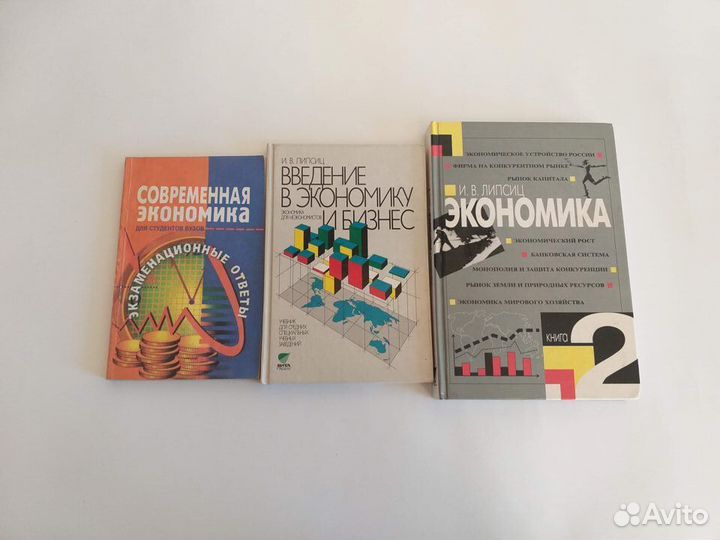 СОВРЕМЕННАЯ
ЭКОНОМИКА
ДЛЯ СТУДЕНТОВ ВУЗОВ
ЭКЗАМЕНАЦИОННЫЕ ОТВЕТЫ
И. В. ЛИПСИЦ
ВВЕДЕНИЕ
В ЭКОНОМИКУ
И БИЗНЕС
ЭКОНОМИКА
ДЛЯ НЕЭКОНОМИСТОВ
УЧЕБНИК
ДЛЯ СРЕДНИХ
СПЕЦИАЛЬНЫХ
УЧЕБНЫХ
ЗАВЕДЕНИЙ
ВИТА
ЭКОНОМИЧЕСКОЕ УСТРОЙСТВО РОССИИ
ФИРМА НА КОНКУРЕНТНОМ РЫНКЕ
РЫНОК КАПИТАЛА
И. В. ЛИПСИЦ
ЭКОНОМИКА
ЭКОНОМИЧЕСКИЙ РОСТ
БАНКОВСКАЯ СИСТЕМА
МОНОПОЛИЯ И ЗАЩИТА КОНКУРЕНЦИИ
РЫНОК ЗЕМЛИ И ПРИРОДНЫХ РЕСУРСОВ
ЭКОНОМИКА МИРОВОГО ХОЗЯЙСТВА
КНИГА
2
Avito